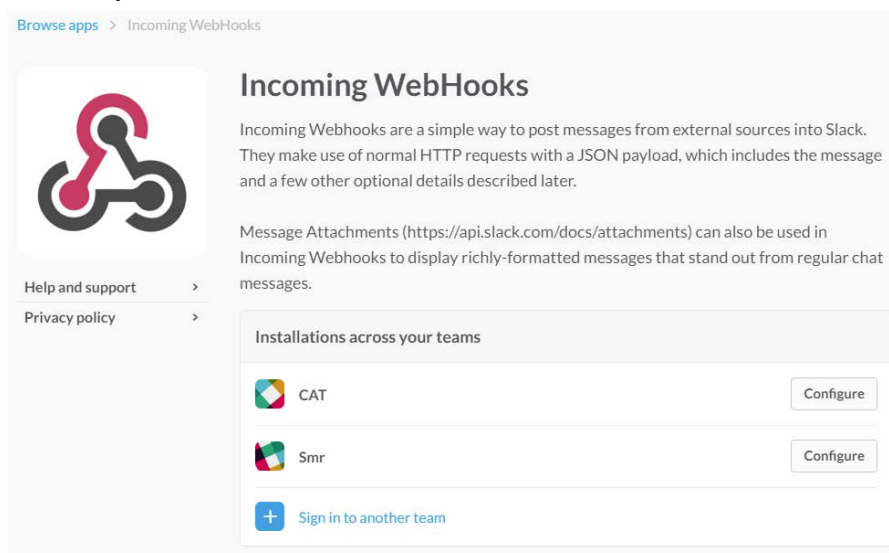 Browse apps > Incoming WebHooks
Incoming WebHooks
Incoming Webhooks are a simple way to post messages from external sources into Slack.
They make use of normal HTTP requests with a JSON payload, which includes the message
and a few other optional details described later.
Message Attachments (https://api.slack.com/docs/attachments) can also be used in
Incoming Webhooks to display richly-formatted messages that stand out from regular chat
messages.
Help and support >
Privacy policy >
Installations across your teams
CAT Configure
Smr Configure
+ Sign in to another team